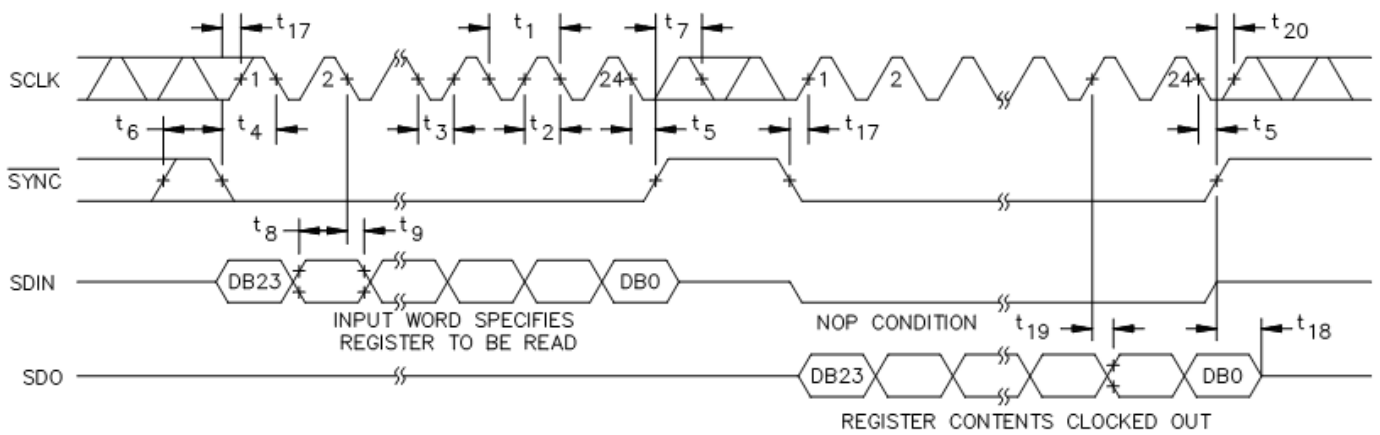 t17 t1 t7 t20
SCLK 1 2 24 1 2 24
t6 t4 t3 t2 t5 t17 t5
SYNC
t8 t9
SDIN DB23 DB0
INPUT WORD SPECIFIES
REGISTER TO BE READ
NOP CONDITION
t19 t18
SDO DB23 DB0
REGISTER CONTENTS CLOCKED OUT